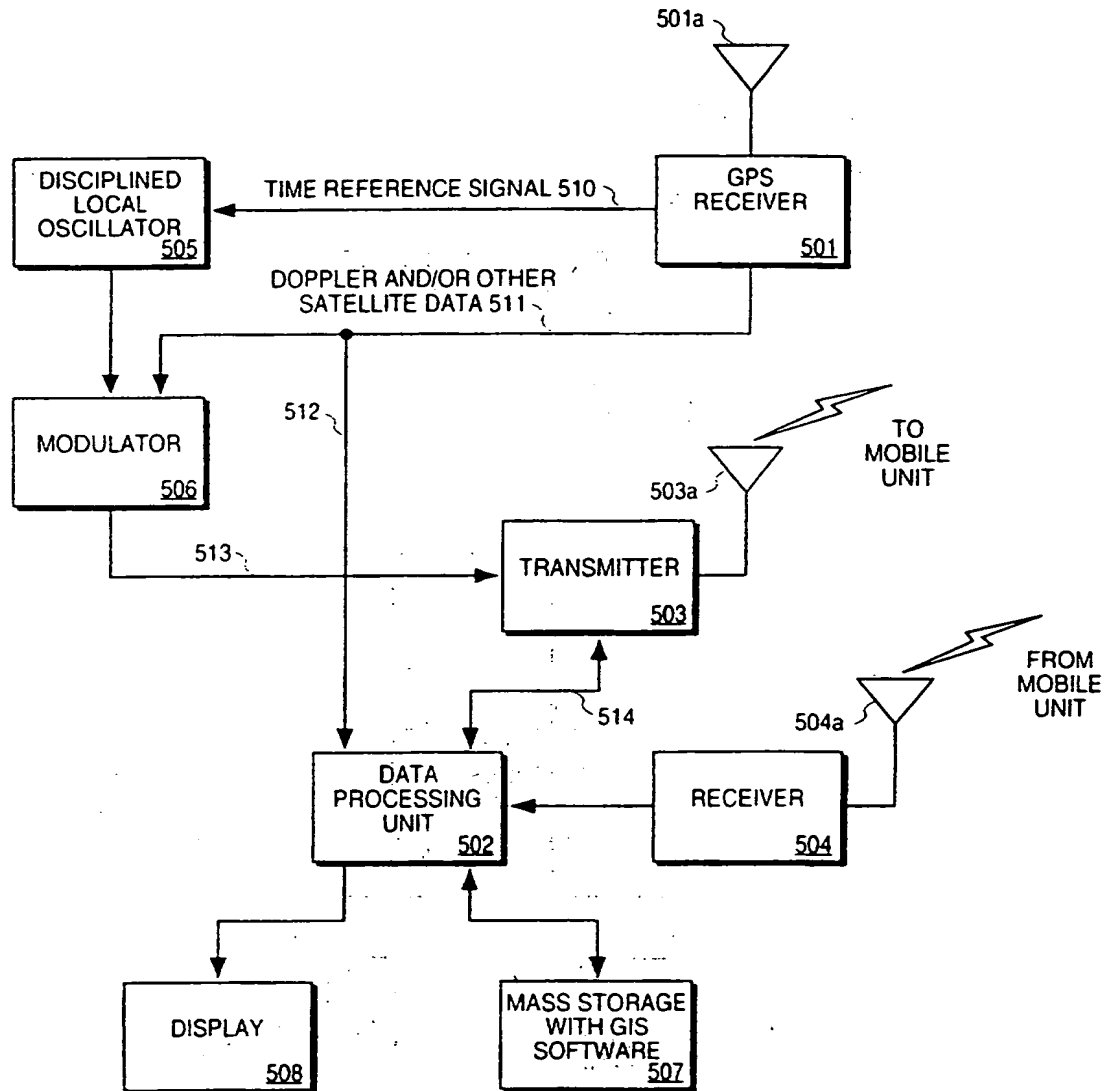 501a
DISCIPLINED
LOCAL
OSCILLATOR
505
TIME REFERENCE SIGNAL 510
GPS
RECEIVER
501
DOPPLER AND/OR OTHER
SATELLITE DATA 511
MODULATOR
506
512
TO
MOBILE
UNIT
503a
513
TRANSMITTER
503
FROM
MOBILE
UNIT
514
504a
DATA
PROCESSING
UNIT
502
RECEIVER
504
DISPLAY
508
MASS STORAGE
WITH GIS
SOFTWARE
507